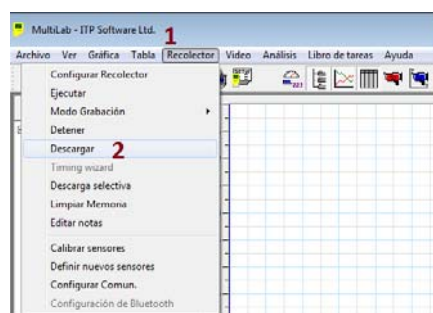 MultiLab - ITP Software Ltd.
1
Archivo Ver Gráfica Tabla Recolector Video Análisis Libro de tareas Ayuda
Configurar Recolector
Ejecutar
Modo Grabación
Detener
Descargar 2
Timing wizard
Descarga selectiva
Limpiar Memoria
Editar notas
Calibrar sensores
Definir nuevos sensores
Configurar Comun.
Configuración de Bluetooth